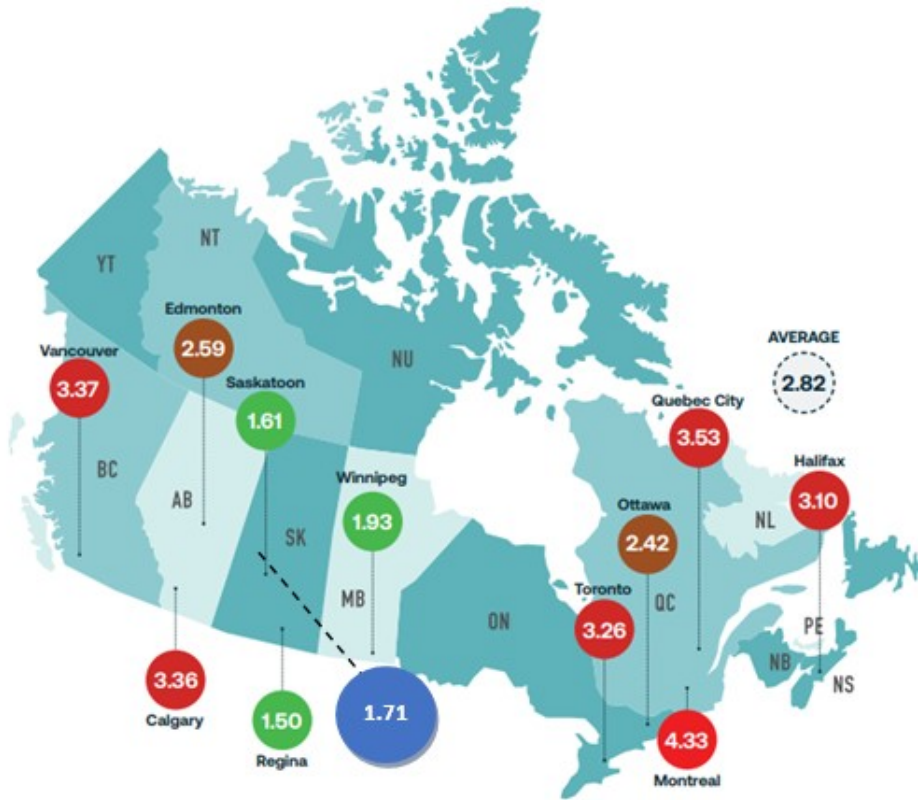 YT
NT
Edmonton
2.59
Vancouver
3.37
Saskatoon
1.61
NU
AVERAGE
2.82
Quebec City
3.53
BC
AB
SK
Winnipeg
1.93
MB
Ottawa
2.42
NL
Halifax
3.10
Toronto
3.26
QC
ON
PE
NB
NS
3.36
Calgary
1.50
Regina
1.71
4.33
Montreal